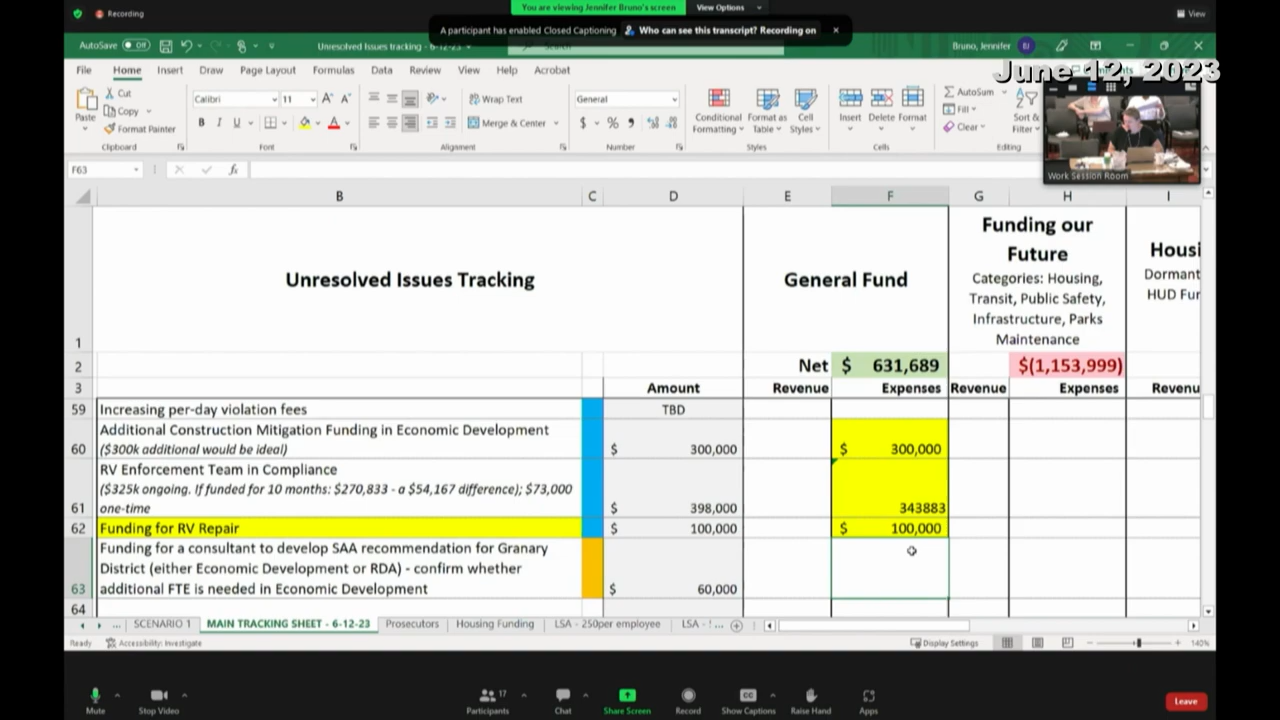 Recording
You are viewing Jennifer Bruno's screen
View Options
View
A participant has enabled Closed Captioning
Who can see this transcript? Recording on
AutoSave Off
Unresolved Issues tracking - 6-12-23
Bruno, Jennifer
BJ
June 12, 2023
File Home Insert Draw Page Layout Formulas Data Review View Help Acrobat
Paste
Cut
Copy
Format Painter
Clipboard
Calibri 11
B I U
Font
Wrap Text
Merge & Center
Alignment
General
$ %
Number
Conditional Formatting
Format as Table
Cell Styles
Styles
Insert Delete Format
Cells
AutoSum
Fill
Clear
Sort & Filter
Editing
Work Session Room
F63
fx
B C D E F G H I
1
Unresolved Issues Tracking
General Fund
Funding our
Future
Categories: Housing,
Transit, Public Safety,
Infrastructure, Parks
Maintenance
Housi
Dormant
HUD Fur
2 Net $ 631,689 $(1,153,999)
3 Amount Revenue Expenses Revenue Expenses Revenu
59 Increasing per-day violation fees TBD
Additional Construction Mitigation Funding in Economic Development
60 ($300k additional would be ideal) $ 300,000 $ 300,000
RV Enforcement Team in Compliance
($325k ongoing. If funded for 10 months: $270,833 - a $54,167 difference); $73,000
61 one-time $ 398,000 343883
62 Funding for RV Repair $ 100,000 $ 100,000
Funding for a consultant to develop SAA recommendation for Granary
District (either Economic Development or RDA) - confirm whether
63 additional FTE is needed in Economic Development $ 60,000
64
... SCENARIO 1 MAIN TRACKING SHEET - 6-12-23 Prosecutors Housing Funding LSA - 250per employee LSA - ! ...
Ready Accessibility: Investigate Display Settings 140%
Mute Stop Video Participants 17 Chat Share Screen Record Show Captions Raise Hand Apps Leave